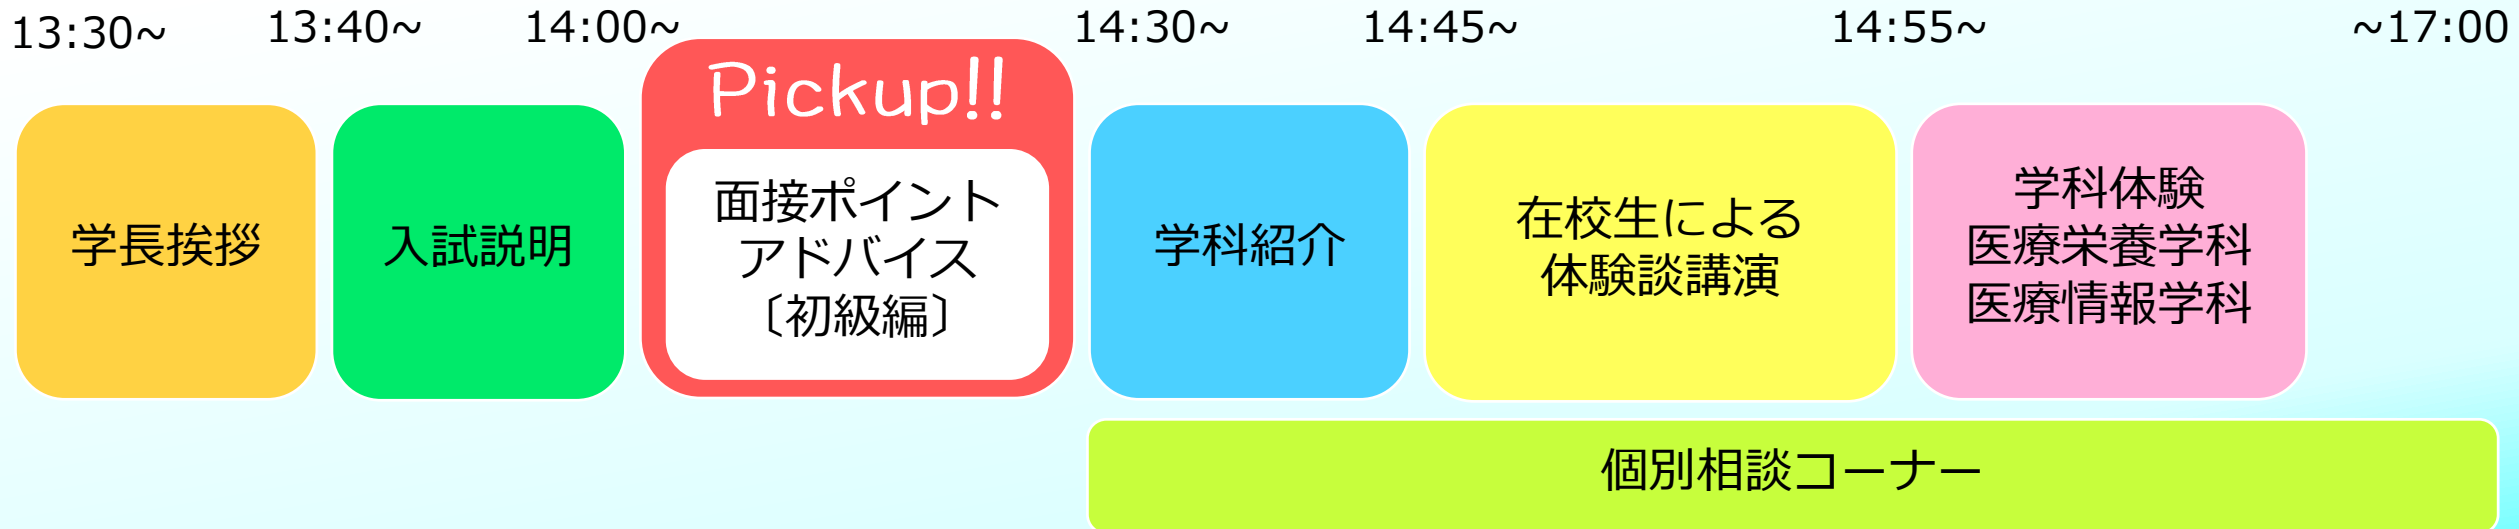 13:30~ 13:40~ 14:00~ 14:30~ 14:45~ 14:55~ ~17:00
Pickup!!
学長挨拶
入試説明
面接ポイント
アドバイス
〔初級編〕
学科紹介
在校生による
体験談講演
学科体験
医療栄養学科
医療情報学科
個別相談コーナー